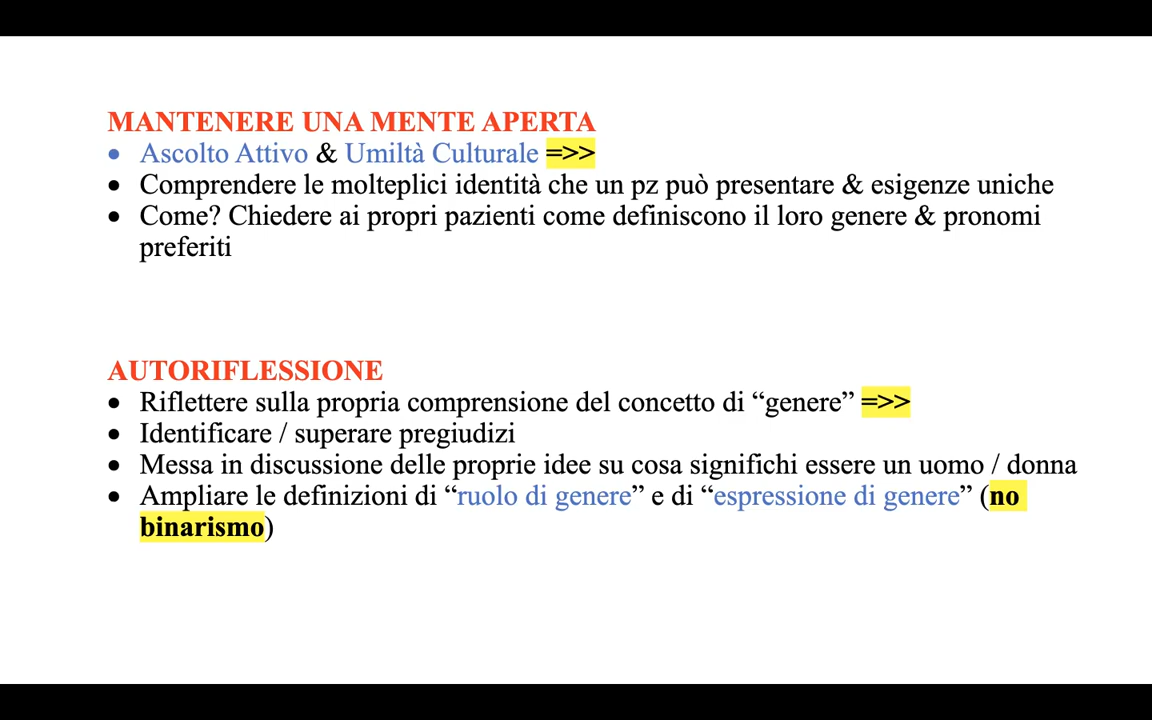 MANTENERE UNA MENTE APERTA
• Ascolto Attivo & Umiltà Culturale =>>
• Comprendere le molteplici identità che un pz può presentare & esigenze uniche
• Come? Chiedere ai propri pazienti come definiscono il loro genere & pronomi
preferiti
AUTORIFLESSIONE
• Riflettere sulla propria comprensione del concetto di “genere” =>>
• Identificare / superare pregiudizi
• Messa in discussione delle proprie idee su cosa significhi essere un uomo / donna
• Ampliare le definizioni di “ruolo di genere” e di “espressione di genere” (no
binarismo)